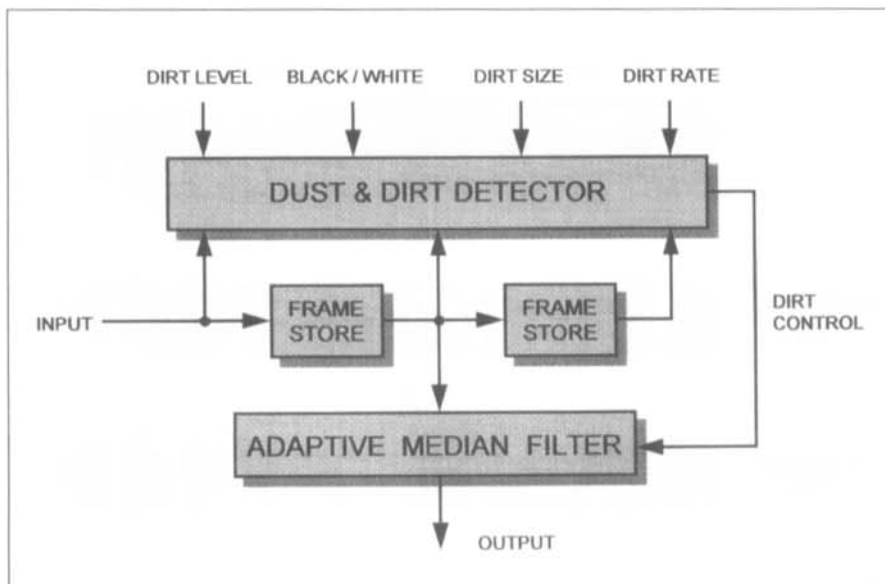 DIRT LEVEL
BLACK / WHITE
DIRT SIZE
DIRT RATE
DUST & DIRT DETECTOR
INPUT
FRAME
STORE
FRAME
STORE
DIRT
CONTROL
ADAPTIVE MEDIAN FILTER
OUTPUT